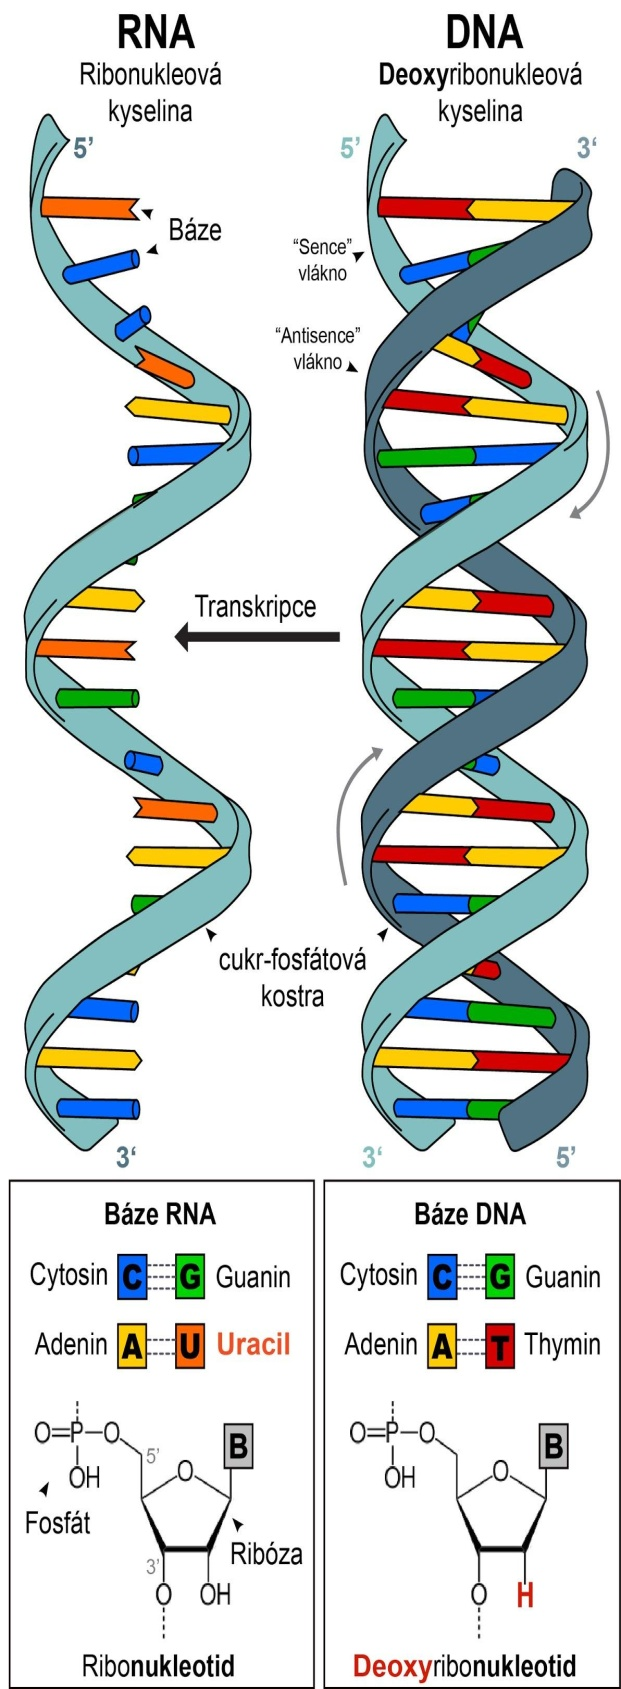 RNA
Ribonukleová
kyselina
DNA
Deoxyribonukleová
kyselina
5’
5’
3‘
Báze
“Sence”
vlákno
“Antisence”
vlákno
Transkripce
cukr-fosfátová
kostra
3‘
3‘
5’
Báze RNA
Cytosin C G Guanin
Adenin A U Uracil
O=P–O
5’
O
B
OH
Fosfát
Ribóza
3’
O OH
Ribonukleotid
Báze DNA
Cytosin C G Guanin
Adenin A T Thymin
O=P–O
O
B
OH
O H
Deoxyribonukleotid